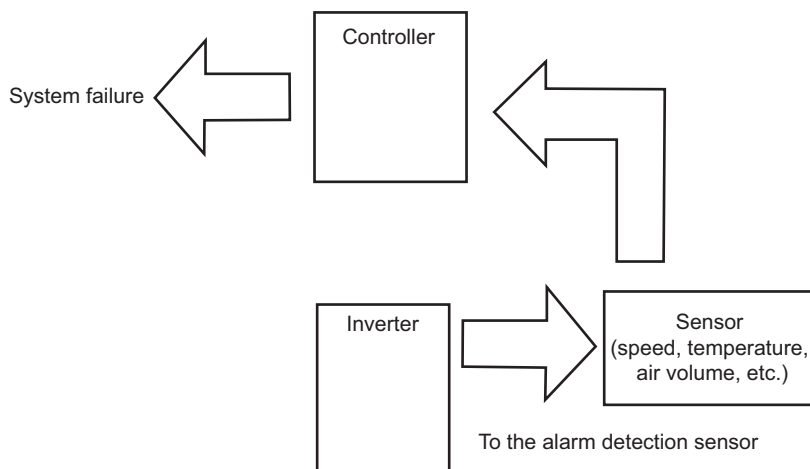 Controller
System failure
Inverter
Sensor
(speed, temperature,
air volume, etc.)
To the alarm detection sensor